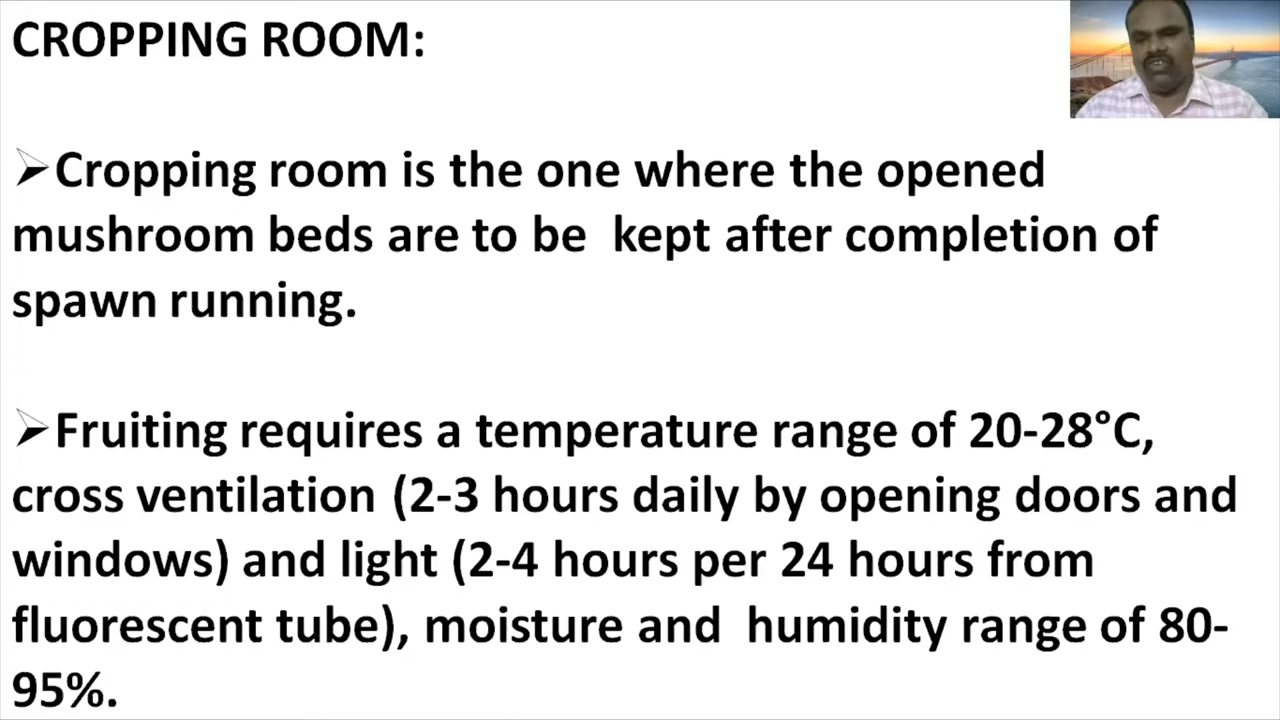 CROPPING ROOM:
➢Cropping room is the one where the opened
mushroom beds are to be kept after completion of
spawn running.
➢Fruiting requires a temperature range of 20-28°C,
cross ventilation (2-3 hours daily by opening doors and
windows) and light (2-4 hours per 24 hours from
fluorescent tube), moisture and humidity range of 80-
95%.